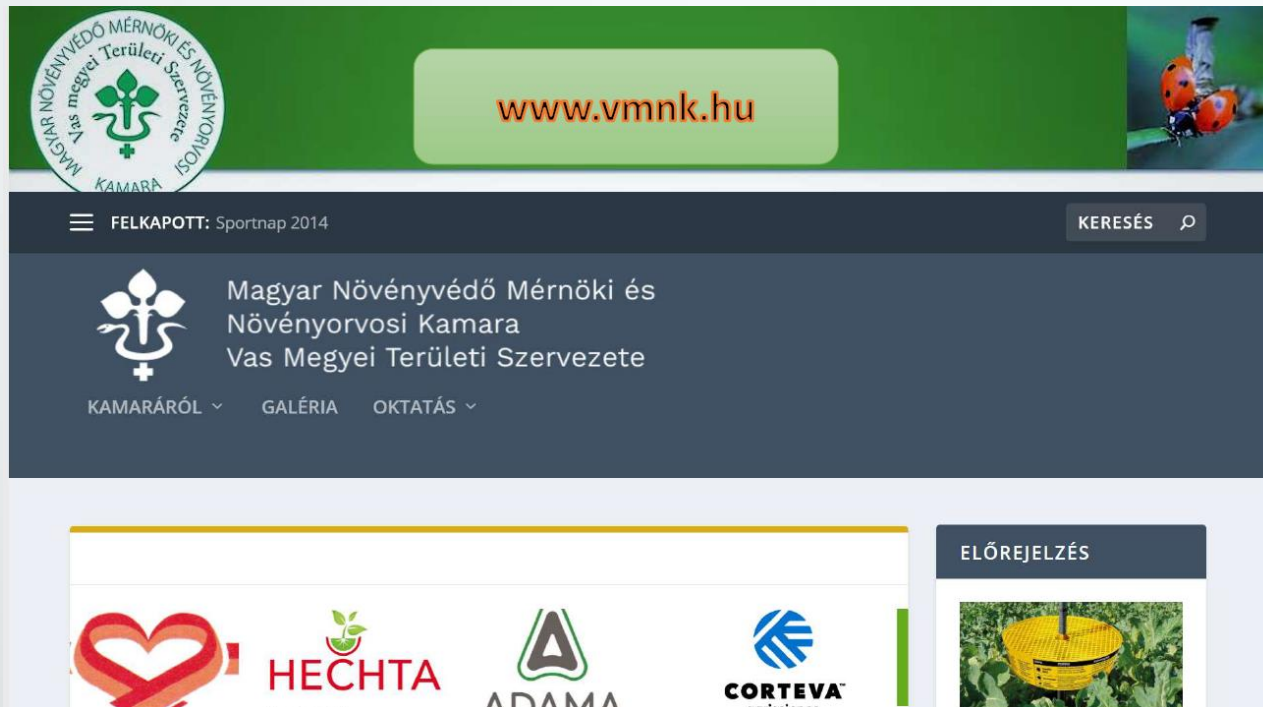 MAGYAR NÖVÉNYVÉDŐ MÉRNÖKI ÉS NÖVÉNYORVOSI KAMARA
Vas megyei Területi Szervezete
www.vmnk.hu
FELKAPOTT: Sportnap 2014
KERESÉS
Magyar Növényvédő Mérnöki és
Növényorvosi Kamara
Vas Megyei Területi Szervezete
KAMARÁRÓL GALÉRIA OKTATÁS
ELŐREJELZÉS
HECHTA
ADAMA
CORTEVA